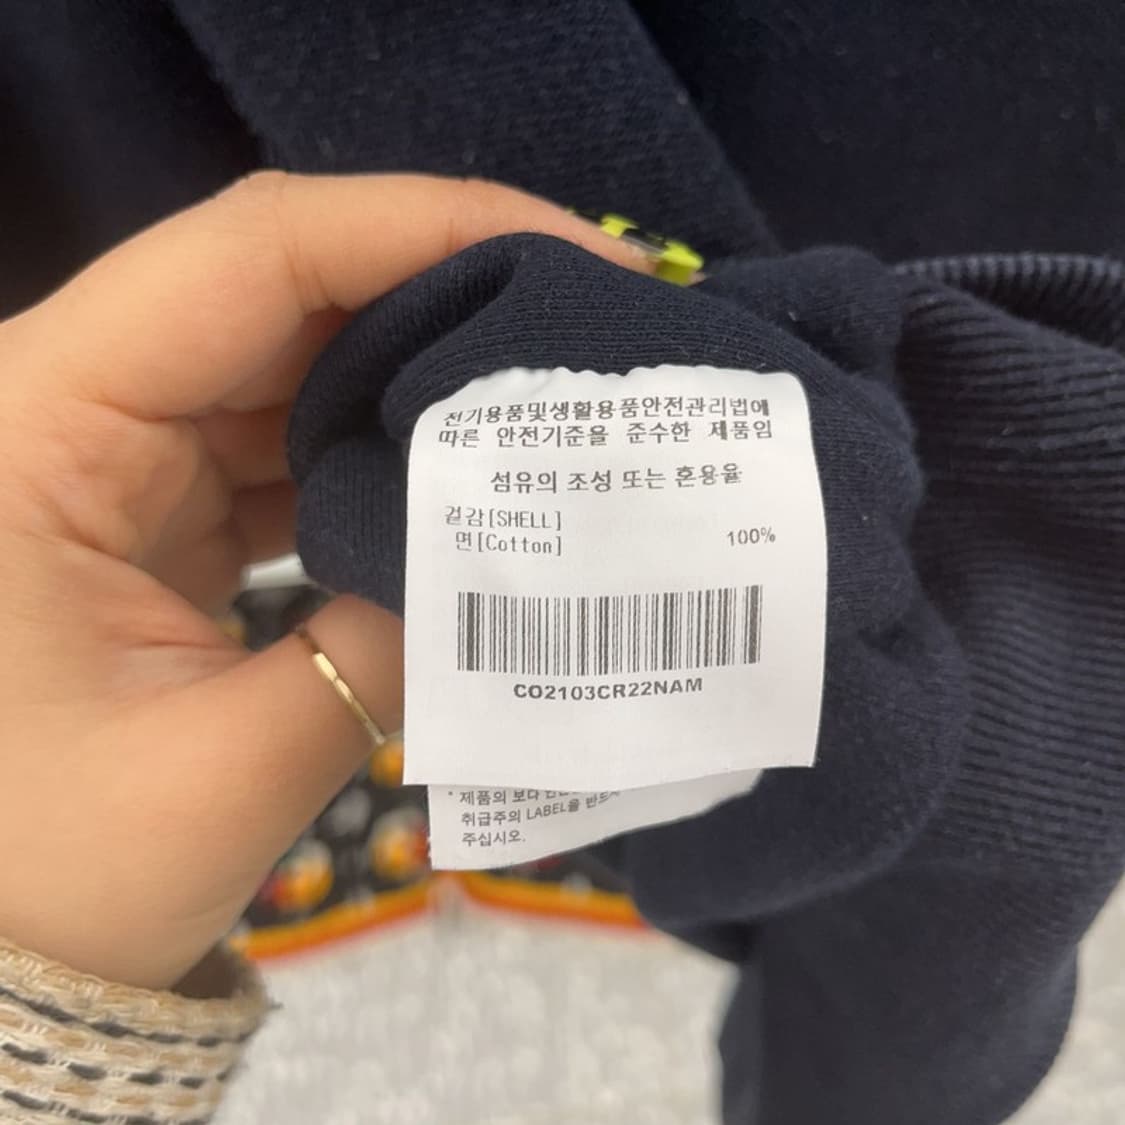 전기용품및생활용품안전관리법에
따른 안전기준을 준수한 제품임
섬유의 조성 또는 혼용율
겉감[SHELL]
면[Cotton] 100%
CO2103CR22NAM
* 제품의 보다
취급주의 LABEL을 반드시
주십시오.